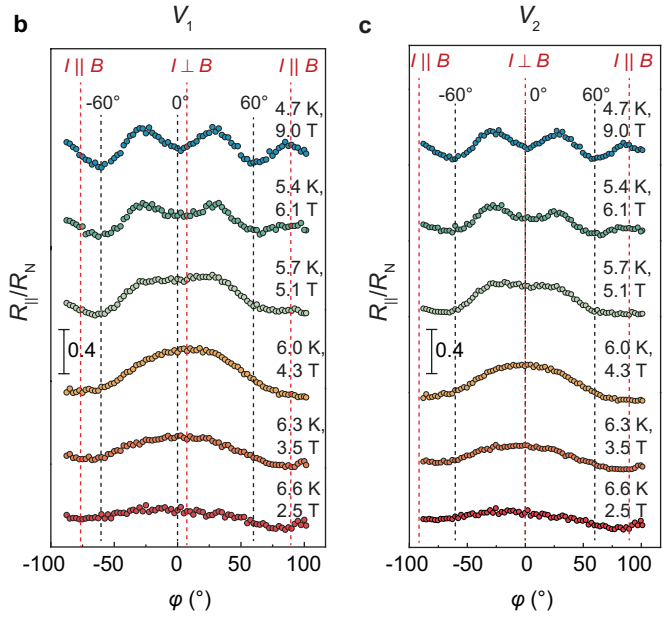 b
V1
I || B
I ⊥ B
I || B
-60°
0°
60°
4.7 K,
9.0 T
5.4 K,
6.1 T
5.7 K,
5.1 T
6.0 K,
4.3 T
6.3 K,
3.5 T
6.6 K
2.5 T
0.4
R||/RN
-100
-50
0
50
100
φ (°)
c
V2
I || B
I ⊥ B
I || B
-60°
0°
60°
4.7 K,
9.0 T
5.4 K,
6.1 T
5.7 K,
5.1 T
6.0 K,
4.3 T
6.3 K,
3.5 T
6.6 K
2.5 T
0.4
R||/RN
-100
-50
0
50
100
φ (°)